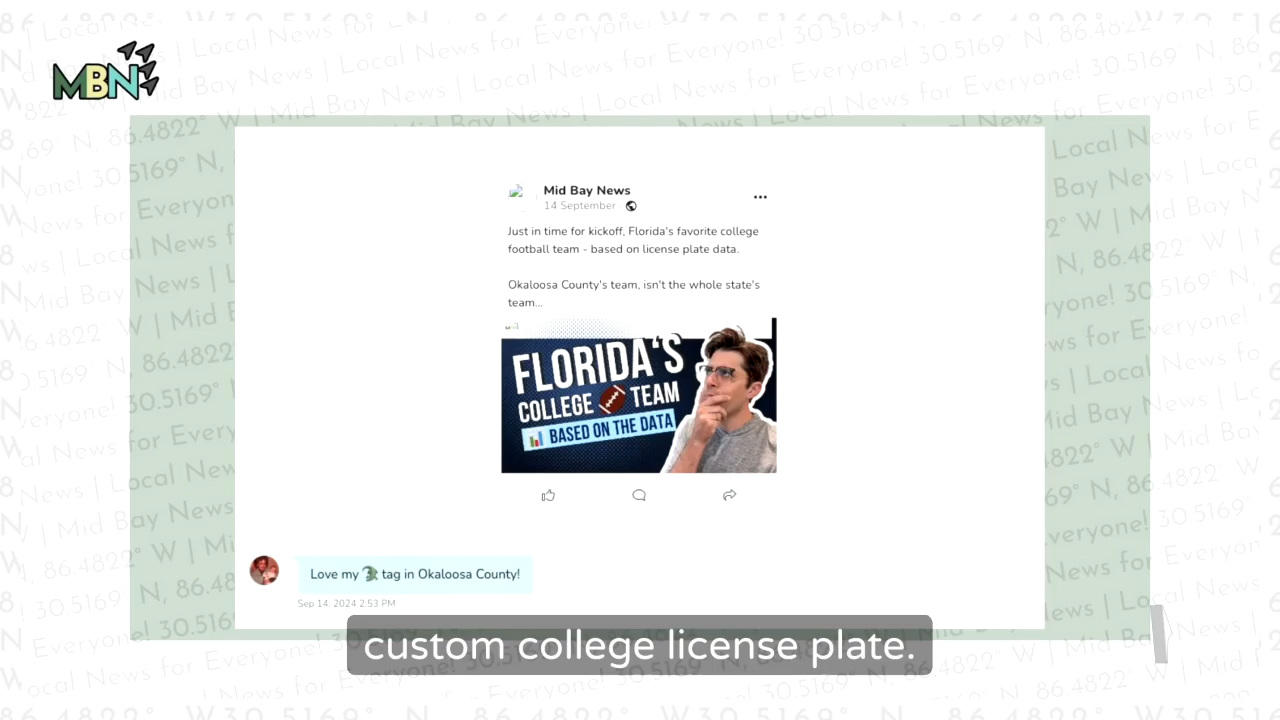 MBN
Mid Bay News
14 September
Just in time for kickoff, Florida's favorite college
football team - based on license plate data.
Okaloosa County's team, isn't the whole state's
team...
FLORIDA'S
COLLEGE TEAM
BASED ON THE DATA
Love my 🐊 tag in Okaloosa County!
Sep 14, 2024 2:53 PM
custom college license plate.